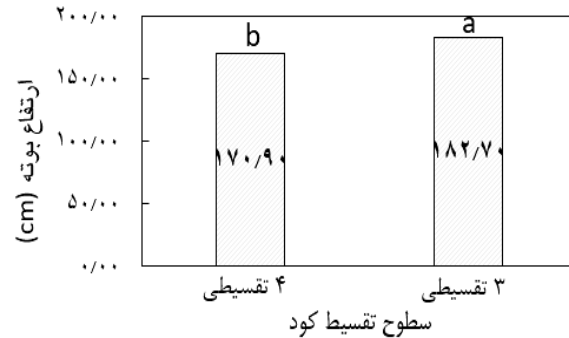 ارتفاع بوته (cm)
۲۰۰/۰۰
۱۵۰/۰۰
۱۰۰/۰۰
۵۰/۰۰
۰/۰۰
b
a
۱۷۰/۹۰
۱۸۲/۷۰
۴ تقسیطی
۳ تقسیطی
سطوح تقسیط کود